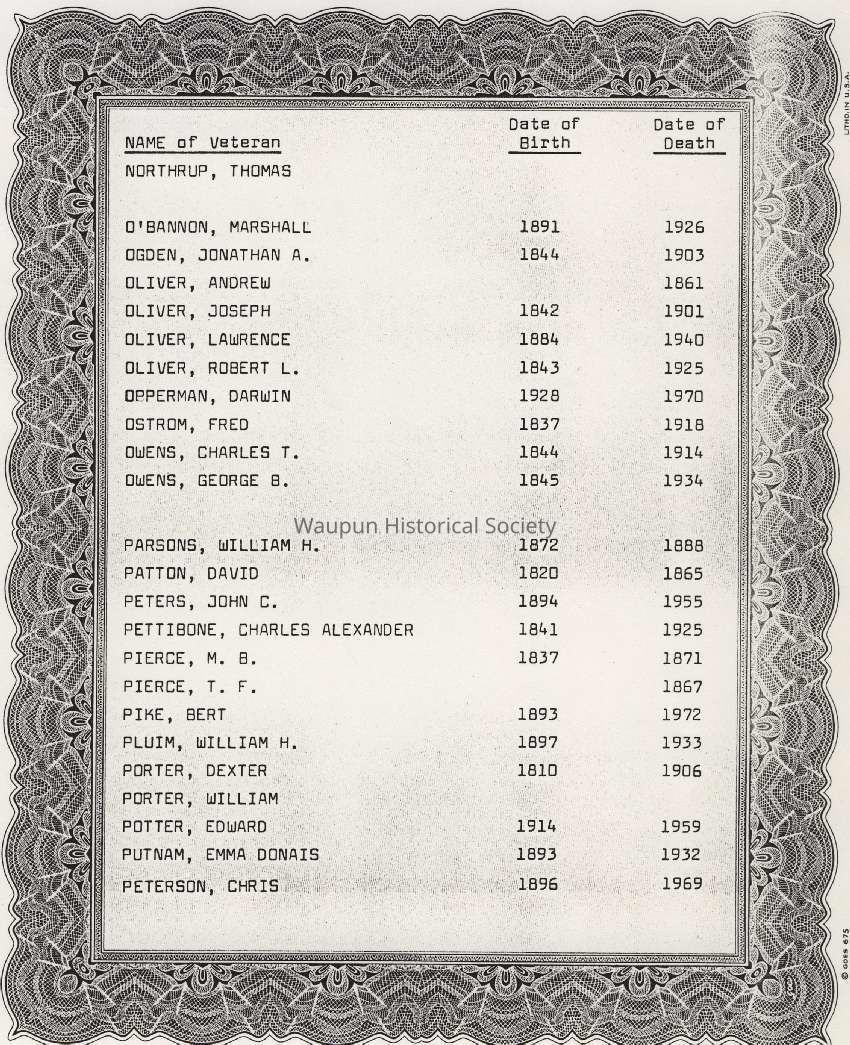 Date of Date of
NAME of Veteran Birth Death
NORTHRUP, THOMAS
O'BANNON, MARSHALL 1891 1926
OGDEN, JONATHAN A. 1844 1903
OLIVER, ANDREW 1861
OLIVER, JOSEPH 1842 1901
OLIVER, LAWRENCE 1884 1940
OLIVER, ROBERT L. 1843 1925
OPPERMAN, DARWIN 1928 1970
OSTROM, FRED 1837 1918
OWENS, CHARLES T. 1844 1914
OWENS, GEORGE B. 1845 1934
Waupun Historical Society
PARSONS, WILLIAM H. 1872 1888
PATTON, DAVID 1820 1865
PETERS, JOHN C. 1894 1955
PETTIBONE, CHARLES ALEXANDER 1841 1925
PIERCE, M. B. 1837 1871
PIERCE, T. F. 1867
PIKE, BERT 1893 1972
PLUIM, WILLIAM H. 1897 1933
PORTER, DEXTER 1810 1906
PORTER, WILLIAM
POTTER, EDWARD 1914 1959
PUTNAM, EMMA DONAIS 1893 1932
PETERSON, CHRIS 1896 1969
LITHO. IN U.S.A.
© GOES 675